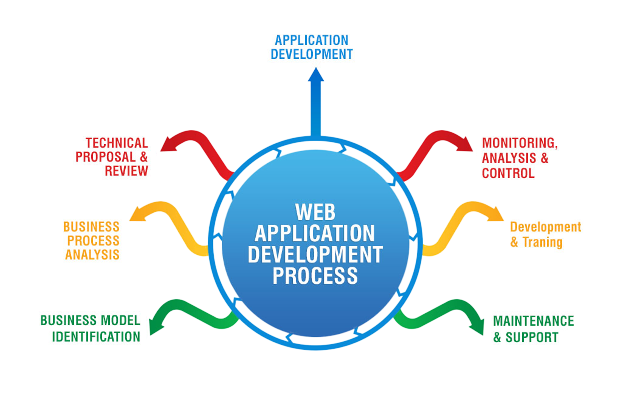 APPLICATION
DEVELOPMENT
TECHNICAL
PROPOSAL &
REVIEW
MONITORING,
ANALYSIS &
CONTROL
BUSINESS
PROCESS
ANALYSIS
WEB
APPLICATION
DEVELOPMENT
PROCESS
Development
& Traning
BUSINESS MODEL
IDENTIFICATION
MAINTENANCE
& SUPPORT